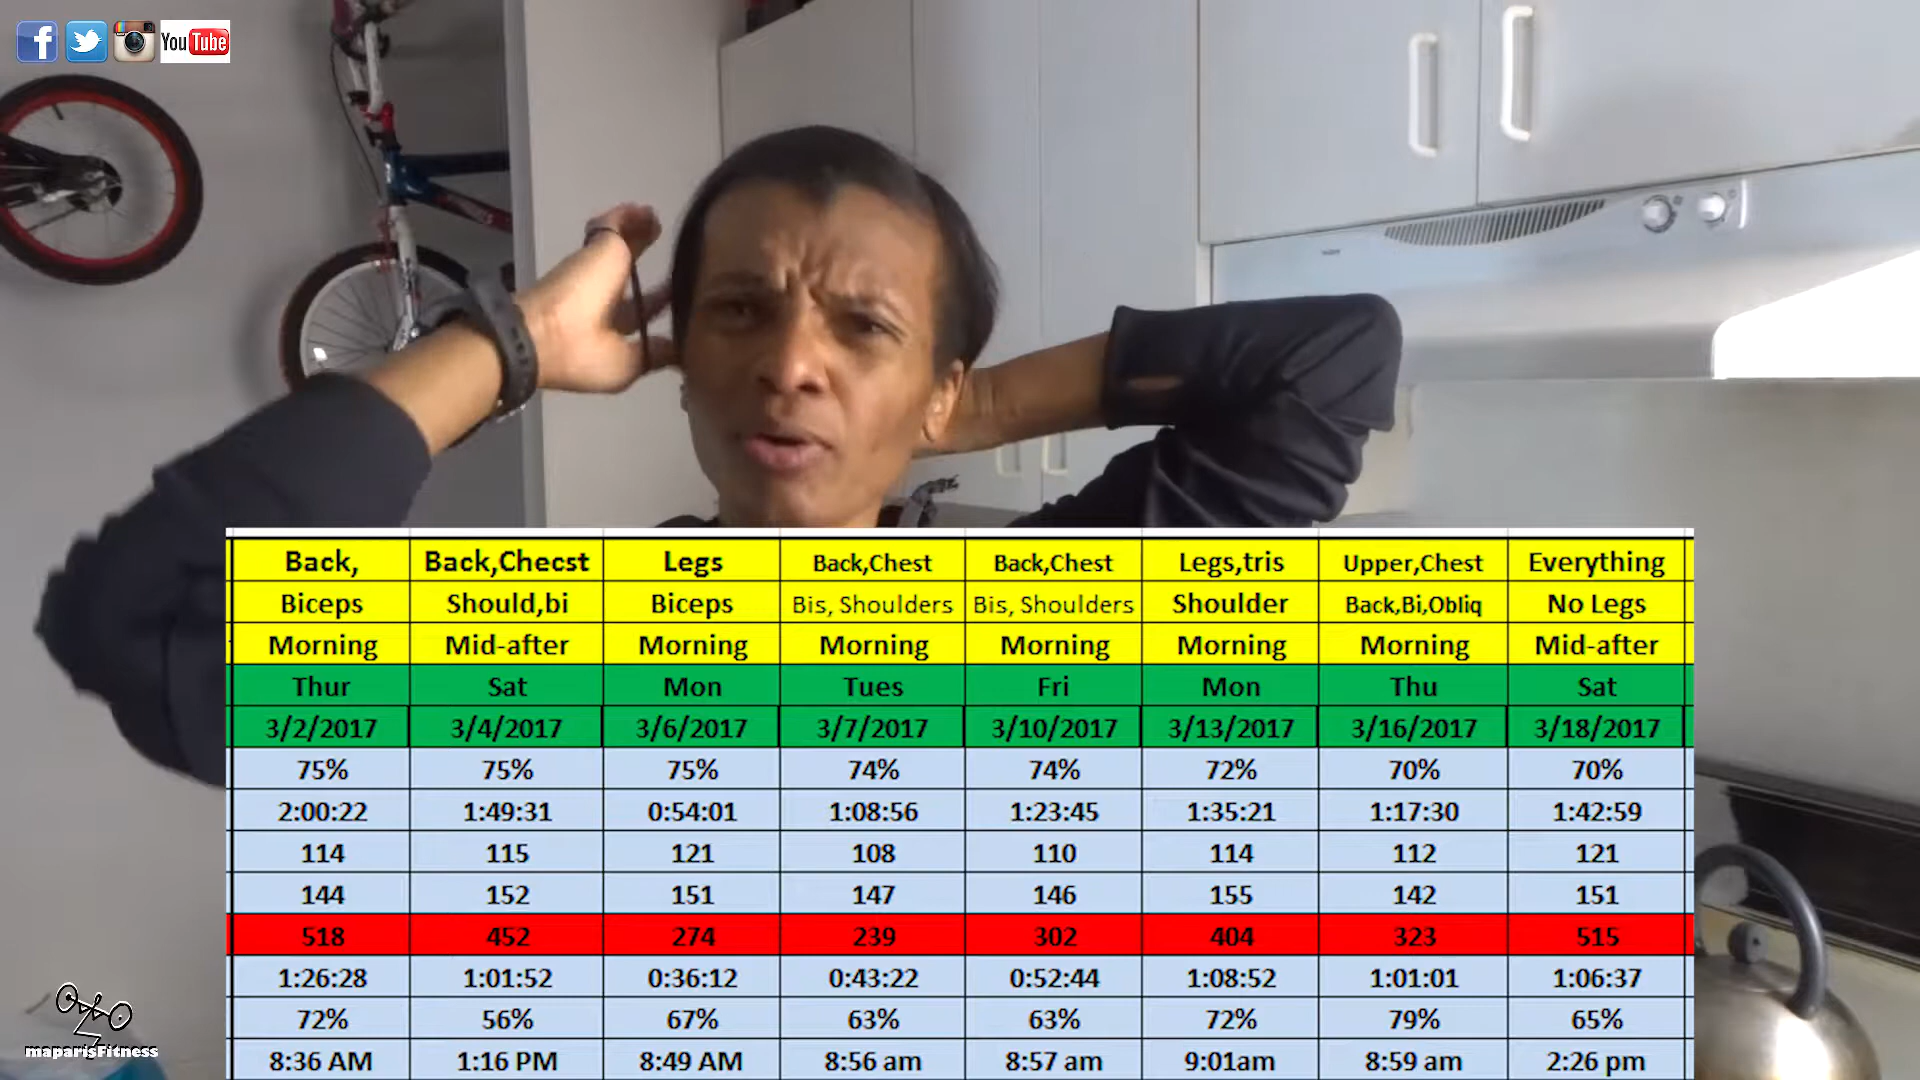 f
YouTube
Back, Back,Checst Legs Back,Chest Back,Chest Legs,tris Upper,Chest Everything
Biceps Should,bi Biceps Bis, Shoulders Bis, Shoulders Shoulder Back,Bi,Obliq No Legs
Morning Mid-after Morning Morning Morning Morning Morning Mid-after
Thur Sat Mon Tues Fri Mon Thu Sat
3/2/2017 3/4/2017 3/6/2017 3/7/2017 3/10/2017 3/13/2017 3/16/2017 3/18/2017
75% 75% 75% 74% 74% 72% 70% 70%
2:00:22 1:49:31 0:54:01 1:08:56 1:23:45 1:35:21 1:17:30 1:42:59
114 115 121 108 110 114 112 121
144 152 151 147 146 155 142 151
518 452 274 239 302 404 323 515
1:26:28 1:01:52 0:36:12 0:43:22 0:52:44 1:08:52 1:01:01 1:06:37
72% 56% 67% 63% 63% 72% 79% 65%
8:36 AM 1:16 PM 8:49 AM 8:56 am 8:57 am 9:01am 8:59 am 2:26 pm
maparisFitness